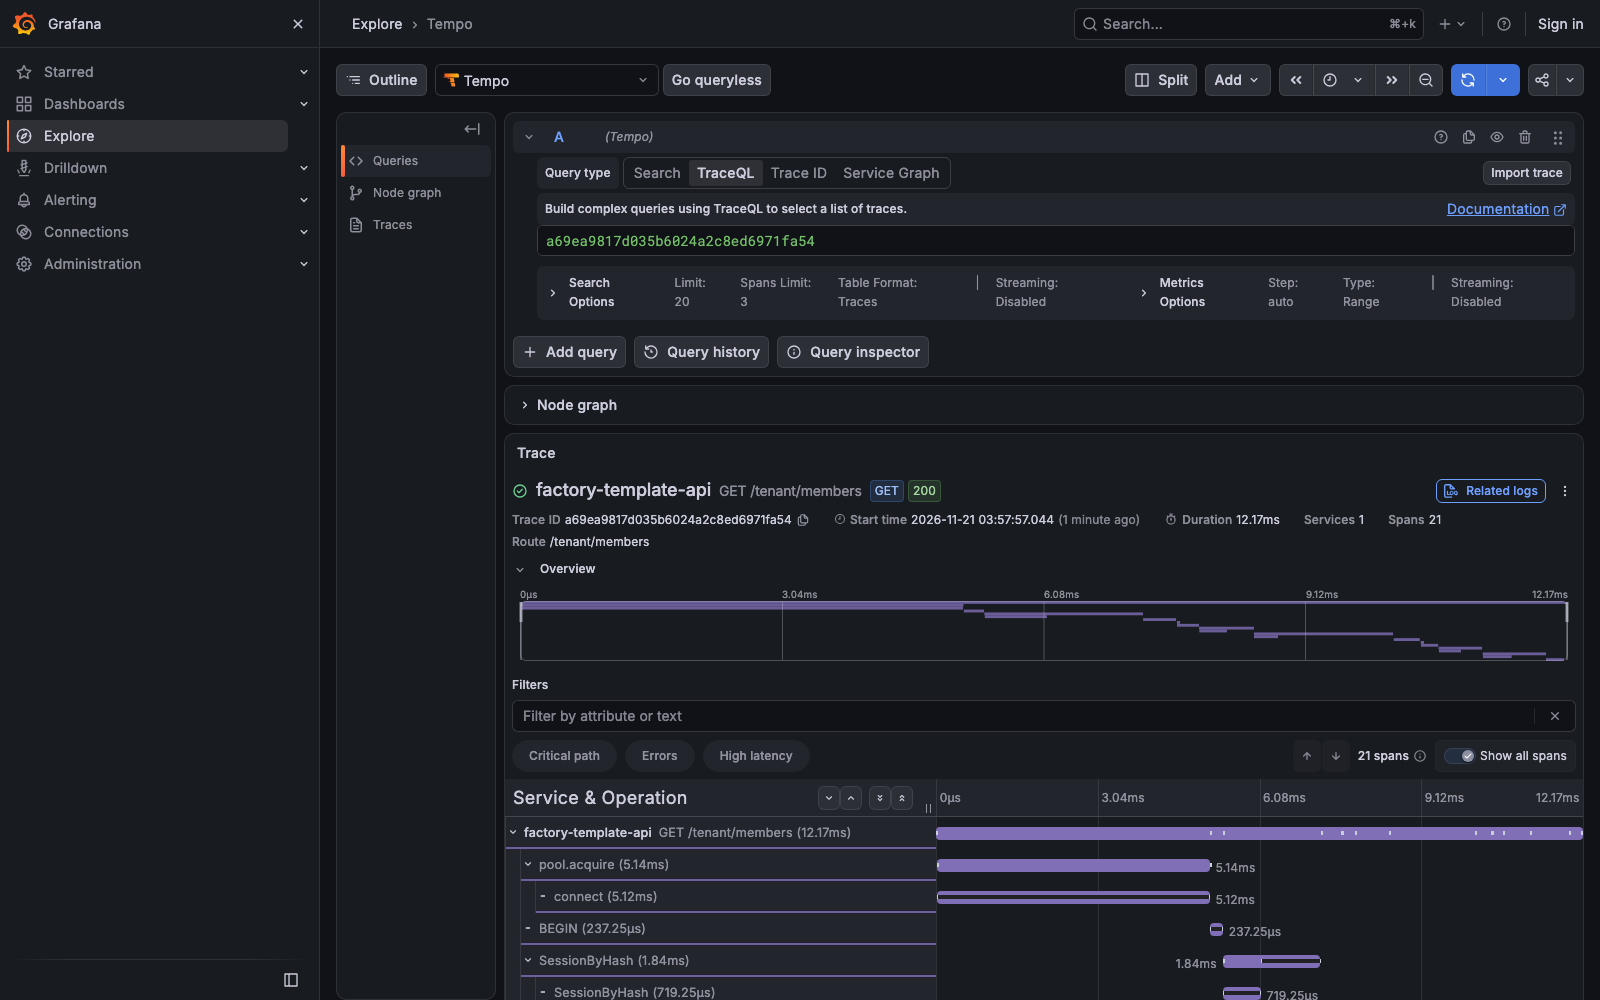 Grafana
Explore › Tempo
Search...
⌘+k
Sign in
Starred
Dashboards
Explore
Drilldown
Alerting
Connections
Administration
Outline
Tempo
Go queryless
Split
Add
Queries
Node graph
Traces
A
(Tempo)
Query type
Search
TraceQL
Trace ID
Service Graph
Import trace
Build complex queries using TraceQL to select a list of traces.
Documentation
a69ea9817d035b6024a2c8ed6971fa54
Search Options
Limit: 20
Spans Limit: 3
Table Format: Traces
Streaming: Disabled
Metrics Options
Step: auto
Type: Range
Streaming: Disabled
Add query
Query history
Query inspector
Node graph
Trace
factory-template-api GET /tenant/members GET 200
Related logs
Trace ID a69ea9817d035b6024a2c8ed6971fa54
Start time 2026-11-21 03:57:57.044 (1 minute ago)
Duration 12.17ms
Services 1
Spans 21
Route /tenant/members
Overview
0μs
3.04ms
6.08ms
9.12ms
12.17ms
Filters
Filter by attribute or text
Critical path
Errors
High latency
21 spans
Show all spans
Service & Operation
0μs
3.04ms
6.08ms
9.12ms
12.17ms
factory-template-api GET /tenant/members (12.17ms)
pool.acquire (5.14ms)
5.14ms
connect (5.12ms)
5.12ms
BEGIN (237.25μs)
237.25μs
SessionByHash (1.84ms)
1.84ms
SessionByHash (719.25μs)
719.25μs